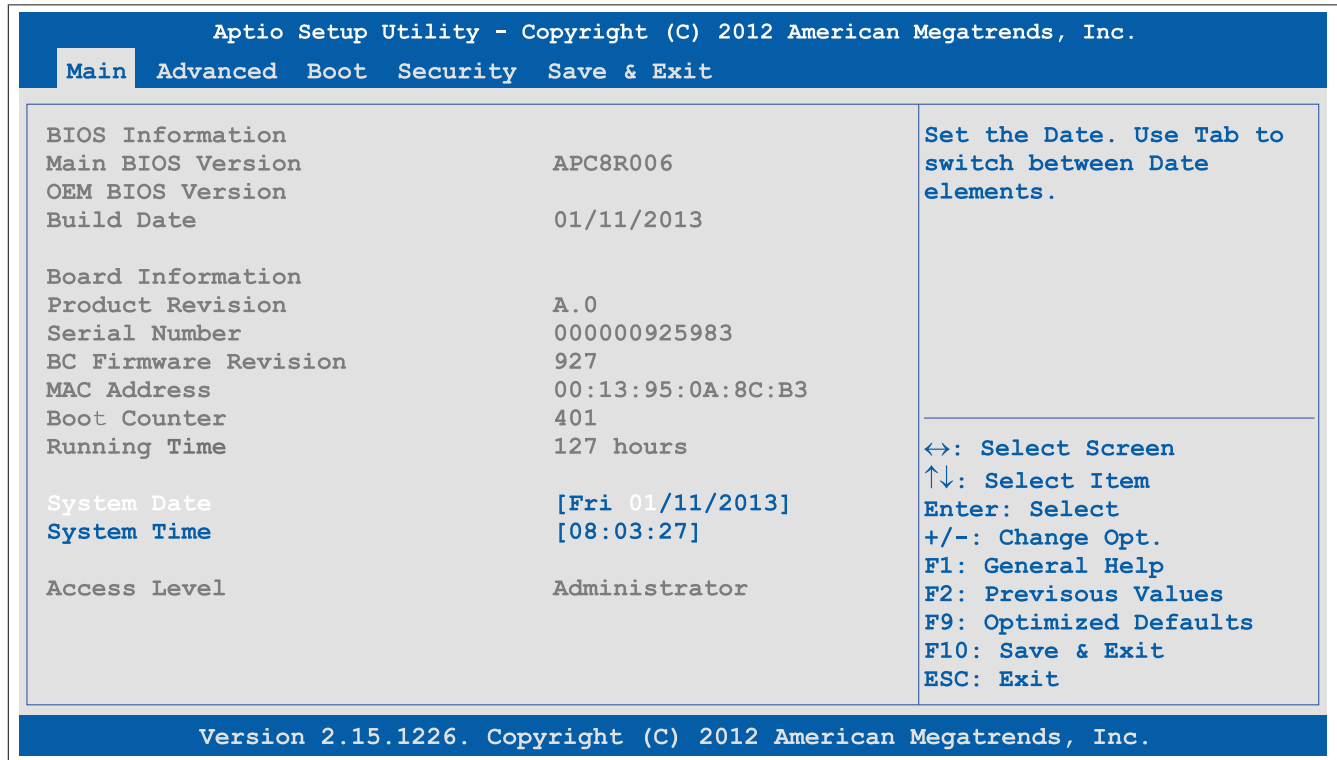 Aptio Setup Utility - Copyright (C) 2012 American Megatrends, Inc.
Main Advanced Boot Security Save & Exit
BIOS Information
Main BIOS Version APC8R006
OEM BIOS Version
Build Date 01/11/2013
Board Information
Product Revision A.0
Serial Number 000000925983
BC Firmware Revision 927
MAC Address 00:13:95:0A:8C:B3
Boot Counter 401
Running Time 127 hours
System Date [Fri 01/11/2013]
System Time [08:03:27]
Access Level Administrator
Set the Date. Use Tab to
switch between Date
elements.
↔: Select Screen
↑↓: Select Item
Enter: Select
+/-: Change Opt.
F1: General Help
F2: Previsous Values
F9: Optimized Defaults
F10: Save & Exit
ESC: Exit
Version 2.15.1226. Copyright (C) 2012 American Megatrends, Inc.